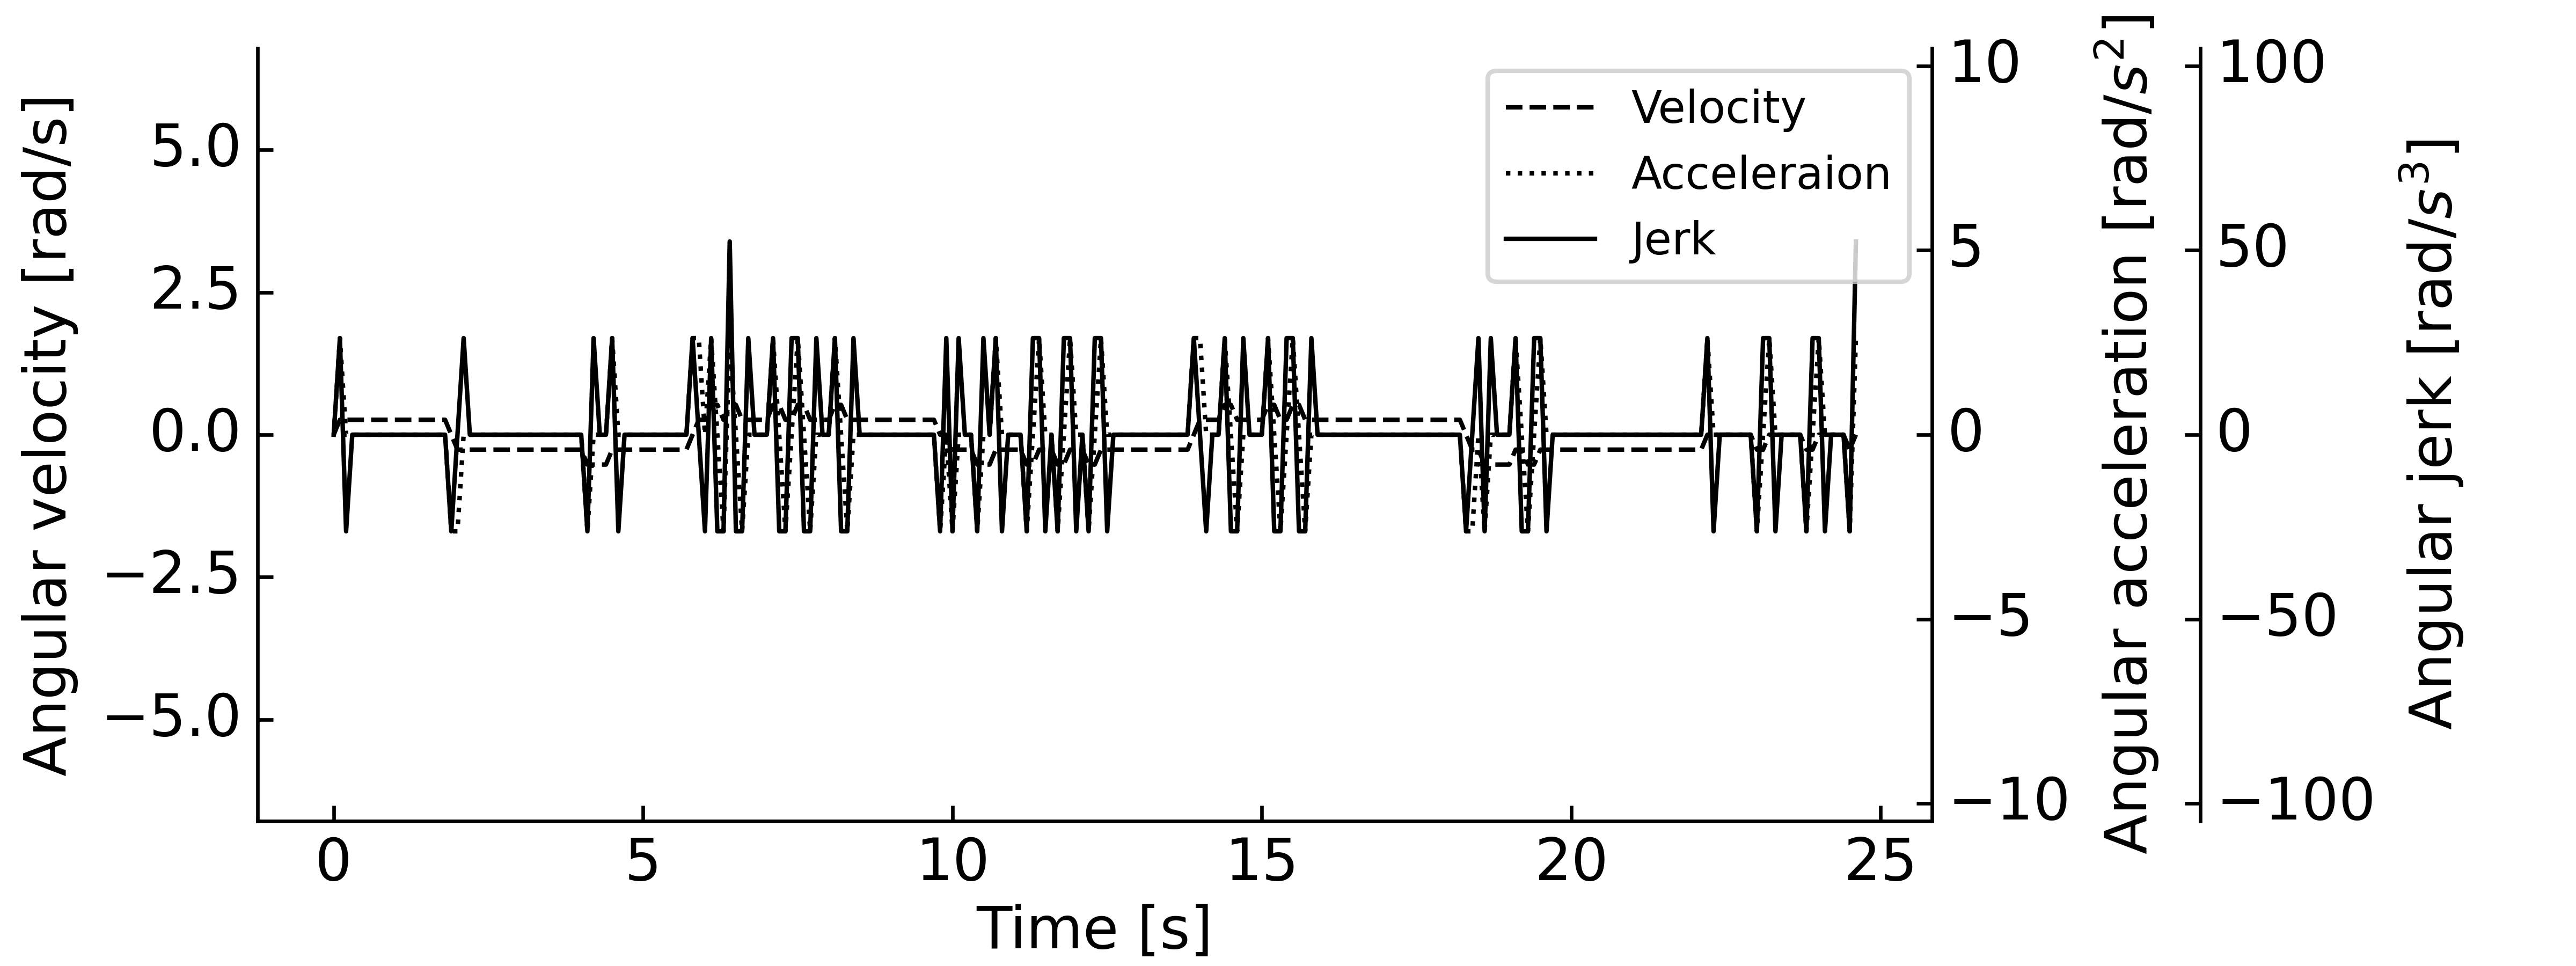 Angular velocity [rad/s]
5.0
2.5
0.0
−2.5
−5.0
Velocity
Acceleraion
Jerk
10
5
0
−5
−10
Angular acceleration [rad/s²]
100
50
0
−50
−100
Angular jerk [rad/s³]
0 5 10 15 20 25
Time [s]